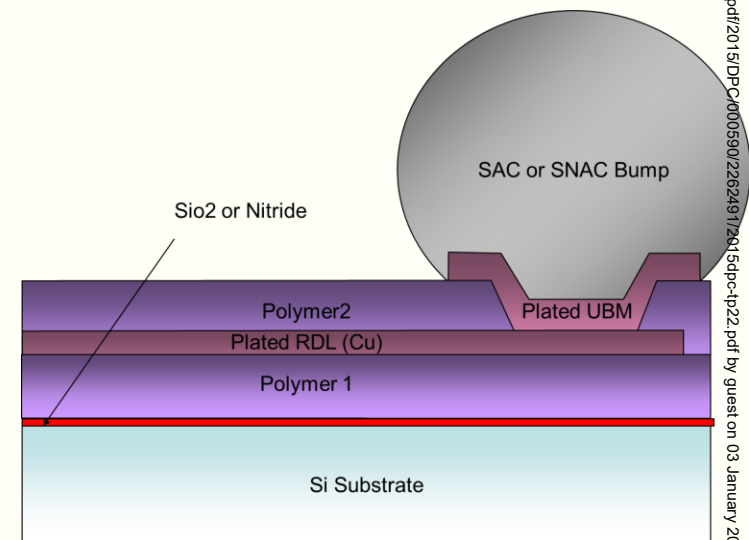 SAC or SNAC Bump
Sio2 or Nitride
Polymer2
Plated UBM
Plated RDL (Cu)
Polymer 1
Si Substrate
pdf/2015/DPC/000590/2262491/2015dpc-tp22.pdf by guest on 03 January 20